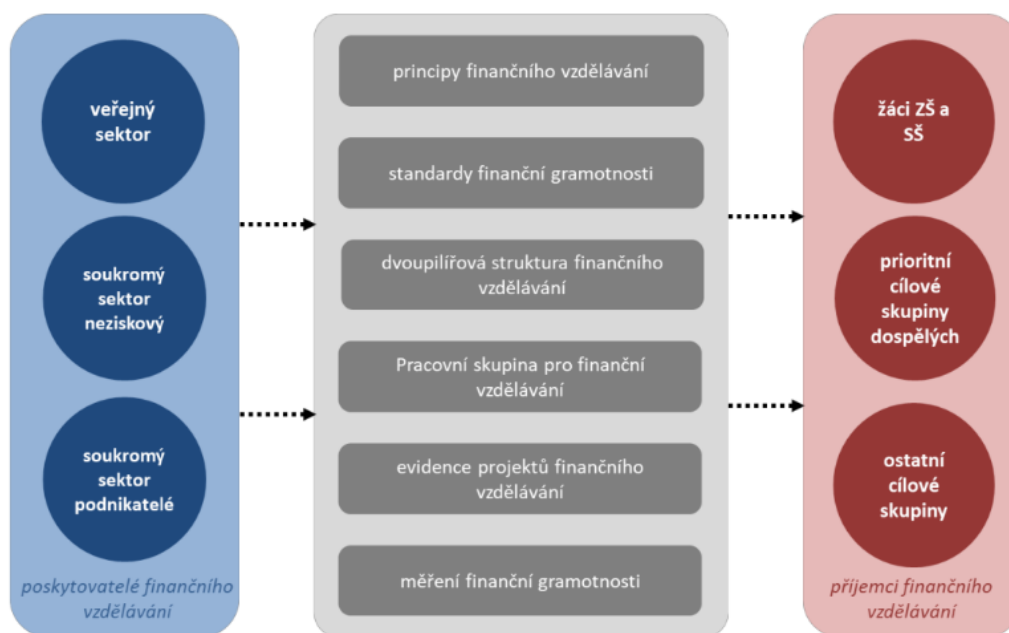 veřejný
sektor
soukromý
sektor
neziskový
soukromý
sektor
podnikatelé
poskytovatelé finančního
vzdělávání
principy finančního vzdělávání
standardy finanční gramotnosti
dvoupilířová struktura finančního
vzdělávání
Pracovní skupina pro finanční
vzdělávání
evidence projektů finančního
vzdělávání
měření finanční gramotnosti
žáci ZŠ a
SŠ
prioritní
cílové
skupiny
dospělých
ostatní
cílové
skupiny
příjemci finančního
vzdělávání